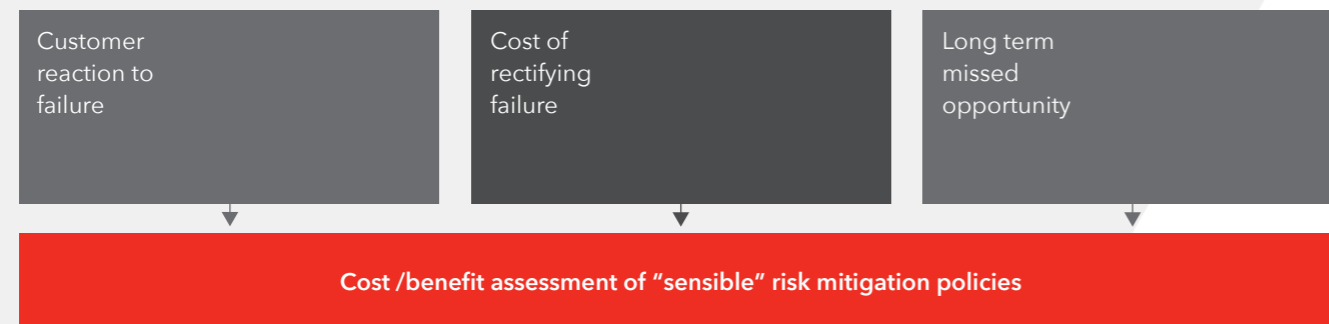 Customer
reaction to
failure
Cost of
rectifying
failure
Long term
missed
opportunity
Cost /benefit assessment of “sensible” risk mitigation policies